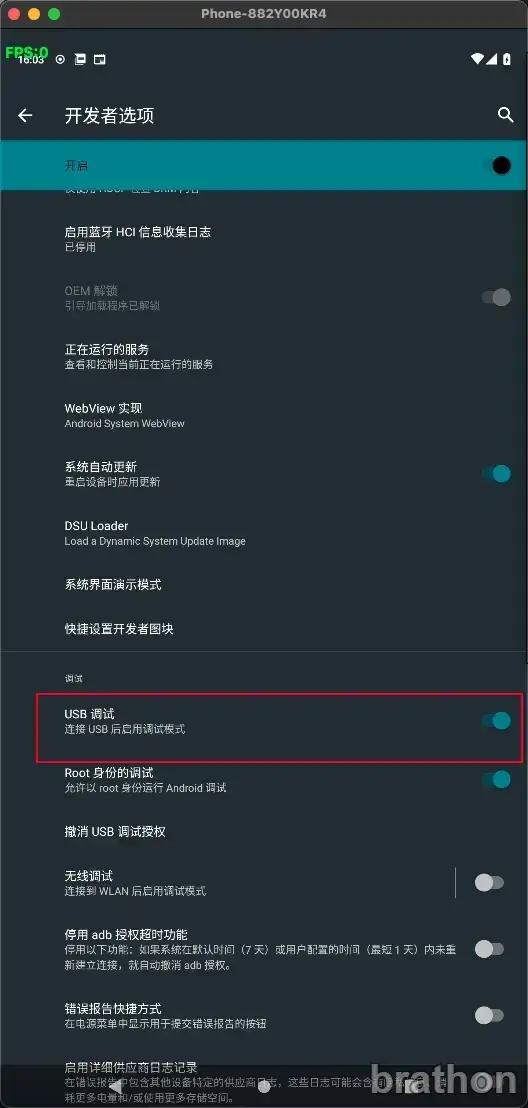 Phone-882Y00KR4
FPS:0
16:03
开发者选项
开启
启用蓝牙 HCI 信息收集日志
已停用
OEM 解锁
引导加载程序已解锁
正在运行的服务
查看和控制当前正在运行的服务
WebView 实现
Android System WebView
系统自动更新
重启设备时应用更新
DSU Loader
Load a Dynamic System Update Image
系统界面演示模式
快捷设置开发者图块
调试
USB 调试
连接 USB 后启用调试模式
Root 身份的调试
允许以 root 身份运行 Android 调试
撤消 USB 调试授权
无线调试
连接到 WLAN 后启用调试模式
停用 adb 授权超时功能
停用以下功能：如果系统在默认时间（7 天）或用户配置的时间（最短 1 天）内未重
新建立连接，就自动撤消 adb 授权。
错误报告快捷方式
在电源菜单中显示用于提交错误报告的按钮
启用详细供应商日志记录
在错误报告中包含其他设备特定的供应商日志，这些日志可能会含有
耗更多电量和/或使用更多存储空间。
brathon